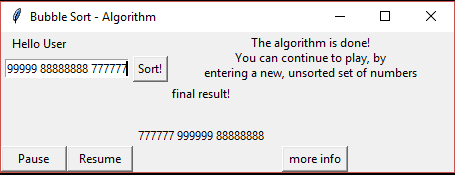 Bubble Sort - Algorithm
Hello User
The algorithm is done!
You can continue to play, by
entering a new, unsorted set of numbers
99999 88888888 777777
Sort!
final result!
777777 999999 88888888
Pause
Resume
more info